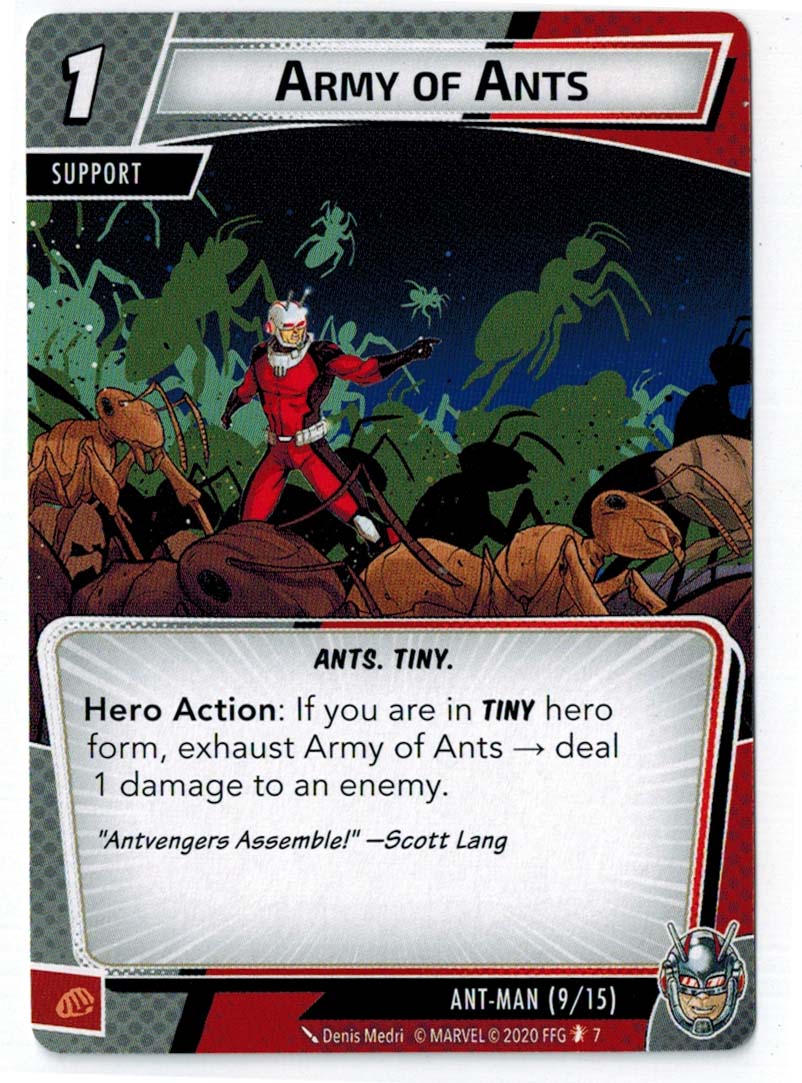 1
ARMY OF ANTS
SUPPORT
ANTS. TINY.
Hero Action: If you are in TINY hero
form, exhaust Army of Ants → deal
1 damage to an enemy.
"Antvengers Assemble!" —Scott Lang
ANT-MAN (9/15)
Denis Medri © MARVEL © 2020 FFG 7